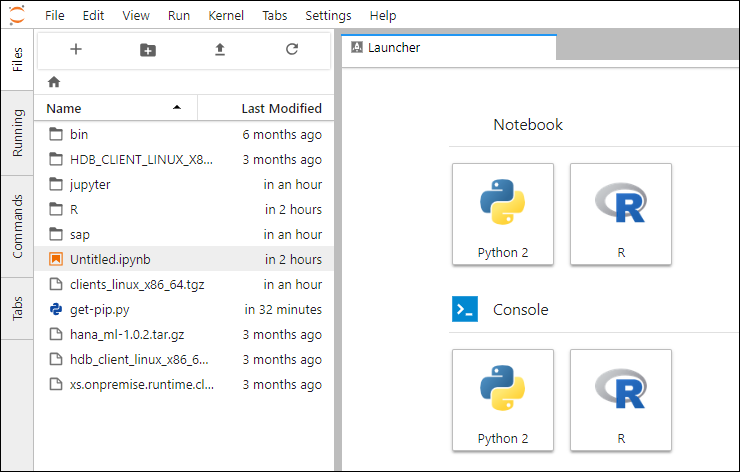 File Edit View Run Kernel Tabs Settings Help
Files
Running
Commands
Tabs
Name Last Modified
bin 6 months ago
HDB_CLIENT_LINUX_X8... 3 months ago
jupyter in an hour
R in 2 hours
sap in an hour
Untitled.ipynb in 2 hours
clients_linux_x86_64.tgz in an hour
get-pip.py in 32 minutes
hana_ml-1.0.2.tar.gz 3 months ago
hdb_client_linux_x86_6... 3 months ago
xs.onpremise.runtime.cl... 3 months ago
Launcher
Notebook
Python 2 R
Console
Python 2 R